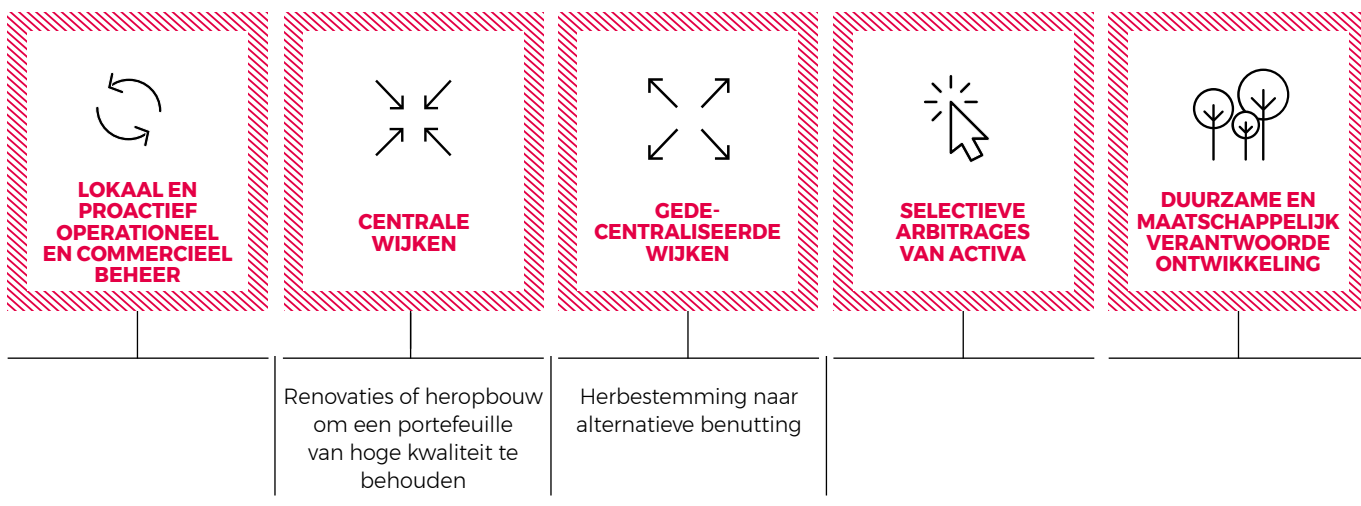 LOKAAL EN
PROACTIEF
OPERATIONEEL
EN COMMERCIEEL
BEHEER
CENTRALE
WIJKEN
GEDE-
CENTRALISEERDE
WIJKEN
SELECTIEVE
ARBITRAGES
VAN ACTIVA
DUURZAME EN
MAATSCHAPPELIJK
VERANTWOORDE
ONTWIKKELING
Renovaties of heropbouw
om een portefeuille
van hoge kwaliteit te
behouden
Herbestemming naar
alternatieve benutting